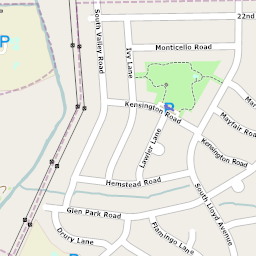 22nd
South Valley Road
Ivy Lane
Monticello Road
P
P
Kensington Road
Mayfair Road
Lawler Lane
Kensington Road
Hemstead Road
South Lloyd Avenue
Glen Park Road
Drury Lane
Flamingo Lane